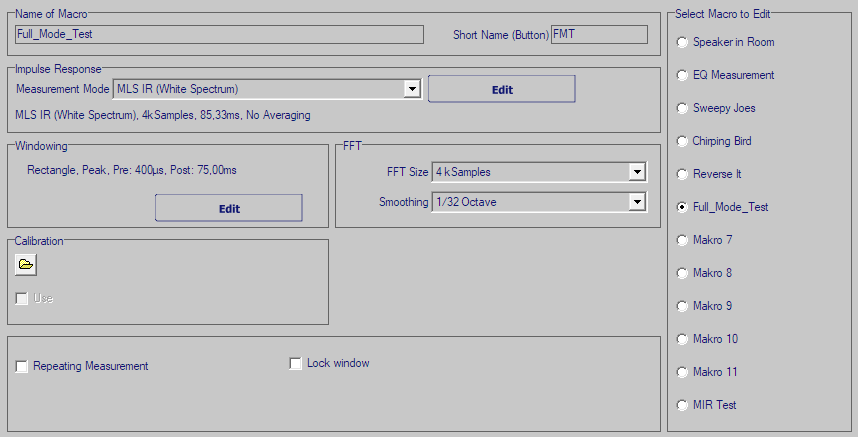 Name of Macro
Full_Mode_Test
Short Name (Button)
FMT
Impulse Response
Measurement Mode
MLS IR (White Spectrum)
Edit
MLS IR (White Spectrum), 4k Samples, 85,33ms, No Averaging
Windowing
Rectangle, Peak, Pre: 400µs, Post: 75,00ms
Edit
FFT
FFT Size
4 k Samples
Smoothing
1/32 Octave
Calibration
Use
Repeating Measurement
Lock window
Select Macro to Edit
Speaker in Room
EQ Measurement
Sweepy Joes
Chirping Bird
Reverse It
Full_Mode_Test
Makro 7
Makro 8
Makro 9
Makro 10
Makro 11
MIR Test